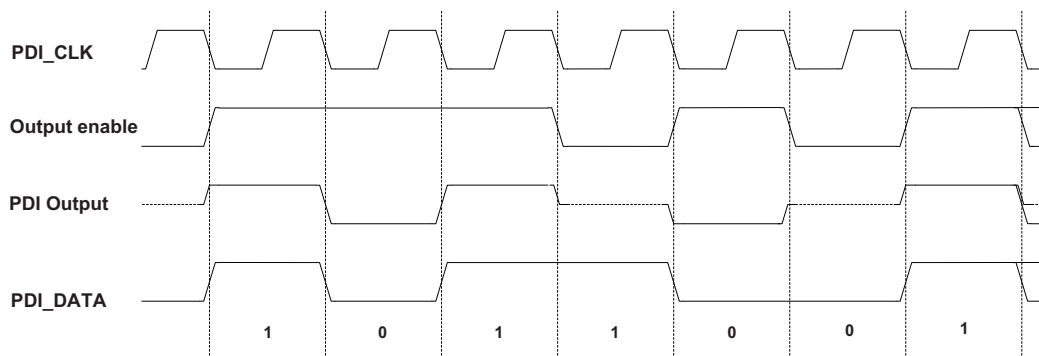 PDI_CLK
Output enable
PDI Output
PDI_DATA
1 0 1 1 0 0 1